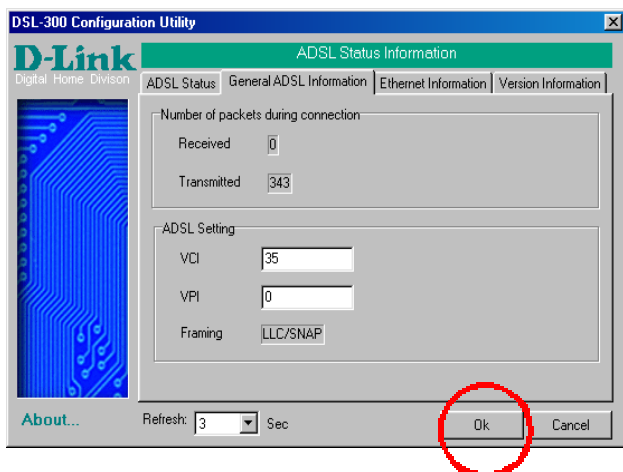 DSL-300 Configuration Utility
D-Link
Digital Home Divison
ADSL Status Information
ADSL Status General ADSL Information Ethernet Information Version Information
Number of packets during connection
Received 0
Transmitted 343
ADSL Setting
VCI 35
VPI 0
Framing LLC/SNAP
About... Refresh: 3 Sec Ok Cancel